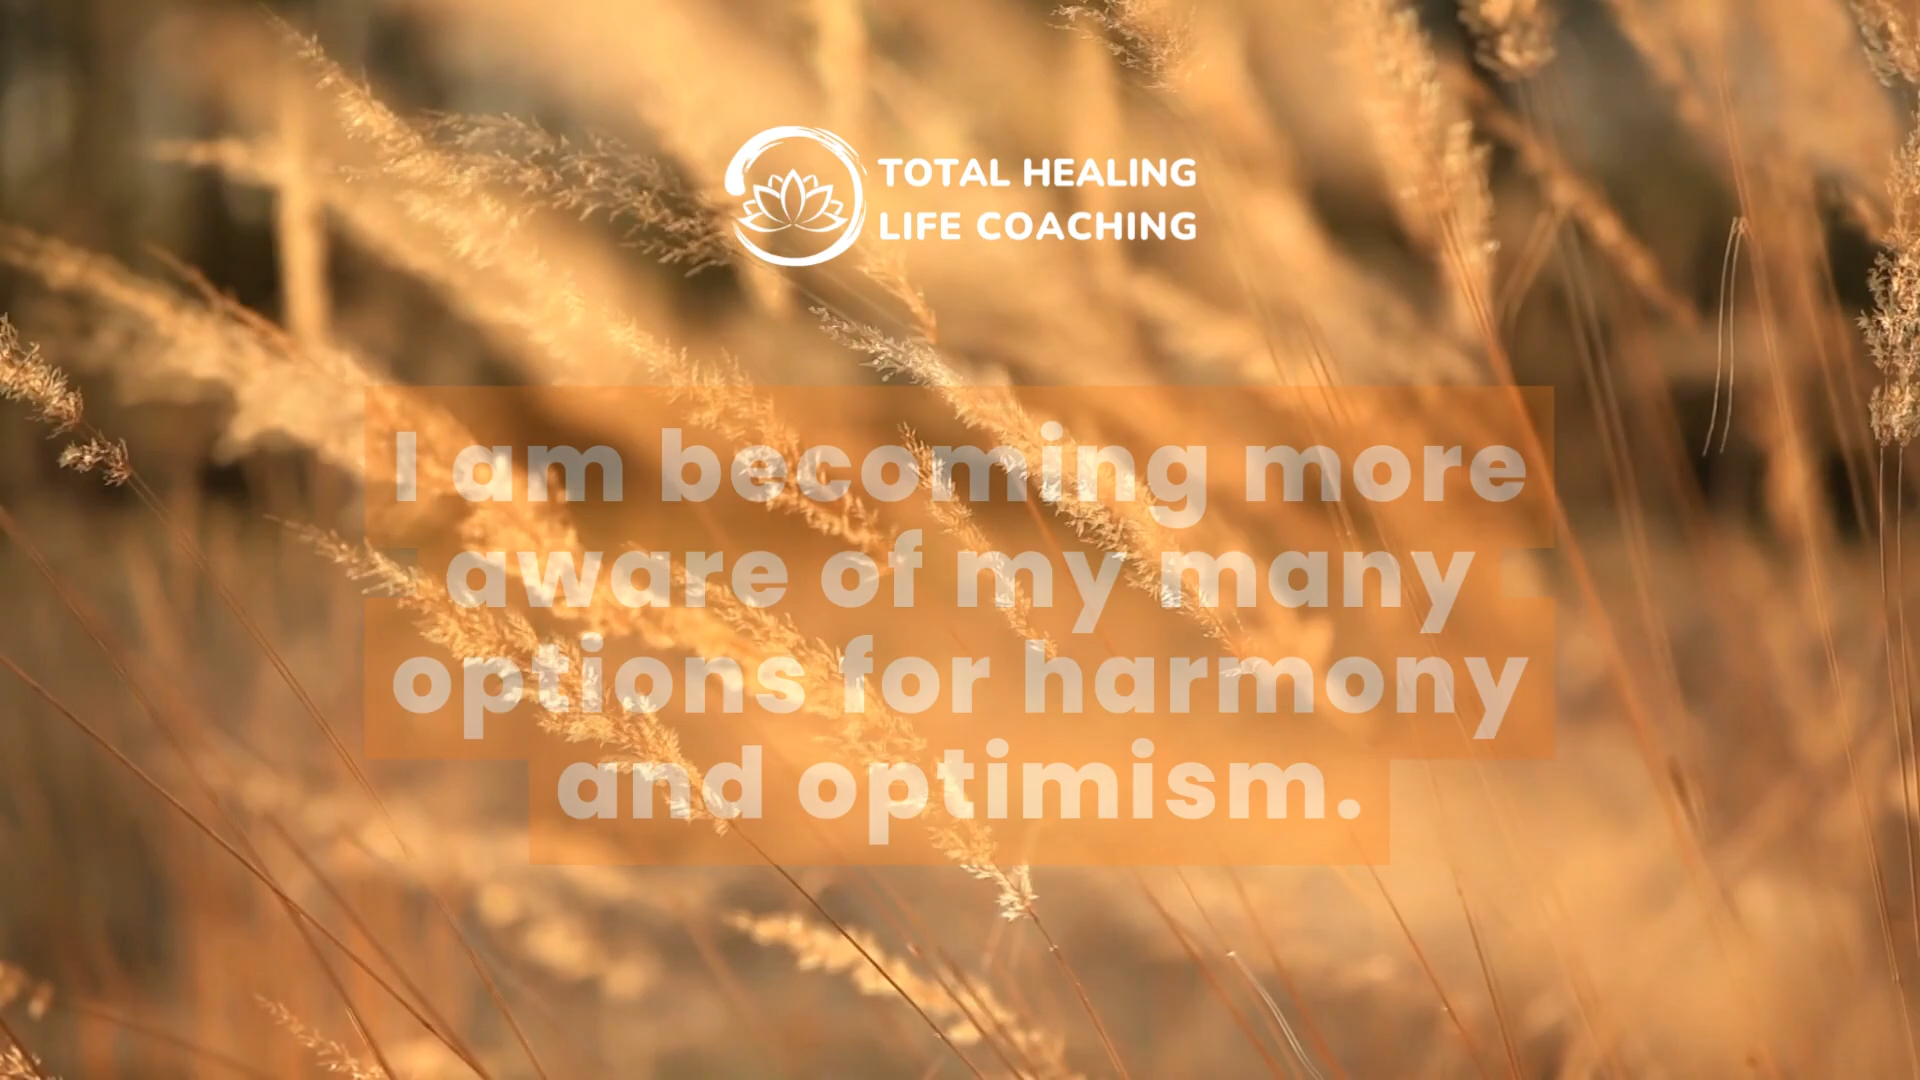 TOTAL HEALING
LIFE COACHING
I am becoming more
aware of my many
options for harmony
and optimism.